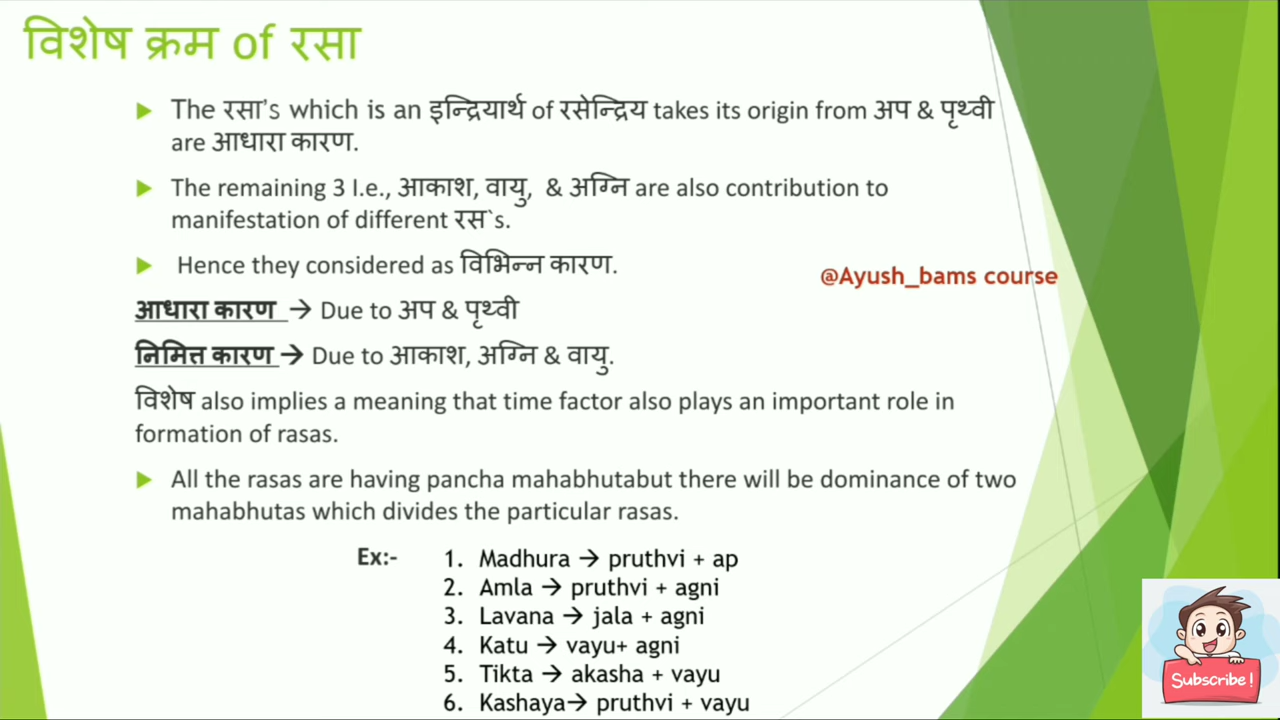 विशेष क्रम of रसा
The रसा's which is an इन्द्रियार्थ of रसेन्द्रिय takes its origin from अप & पृथ्वी
are आधारा कारण.
The remaining 3 I.e., आकाश, वायु, & अग्नि are also contribution to
manifestation of different रस`s.
Hence they considered as विभिन्न कारण.
@Ayush_bams course
आधारा कारण → Due to अप & पृथ्वी
निमित्त कारण → Due to आकाश, अग्नि & वायु.
विशेष also implies a meaning that time factor also plays an important role in
formation of rasas.
All the rasas are having pancha mahabhutabut there will be dominance of two
mahabhutas which divides the particular rasas.
Ex:- 1. Madhura → pruthvi + ap
2. Amla → pruthvi + agni
3. Lavana → jala + agni
4. Katu → vayu+ agni
5. Tikta → akasha + vayu
6. Kashaya→ pruthvi + vayu
Subscribe!